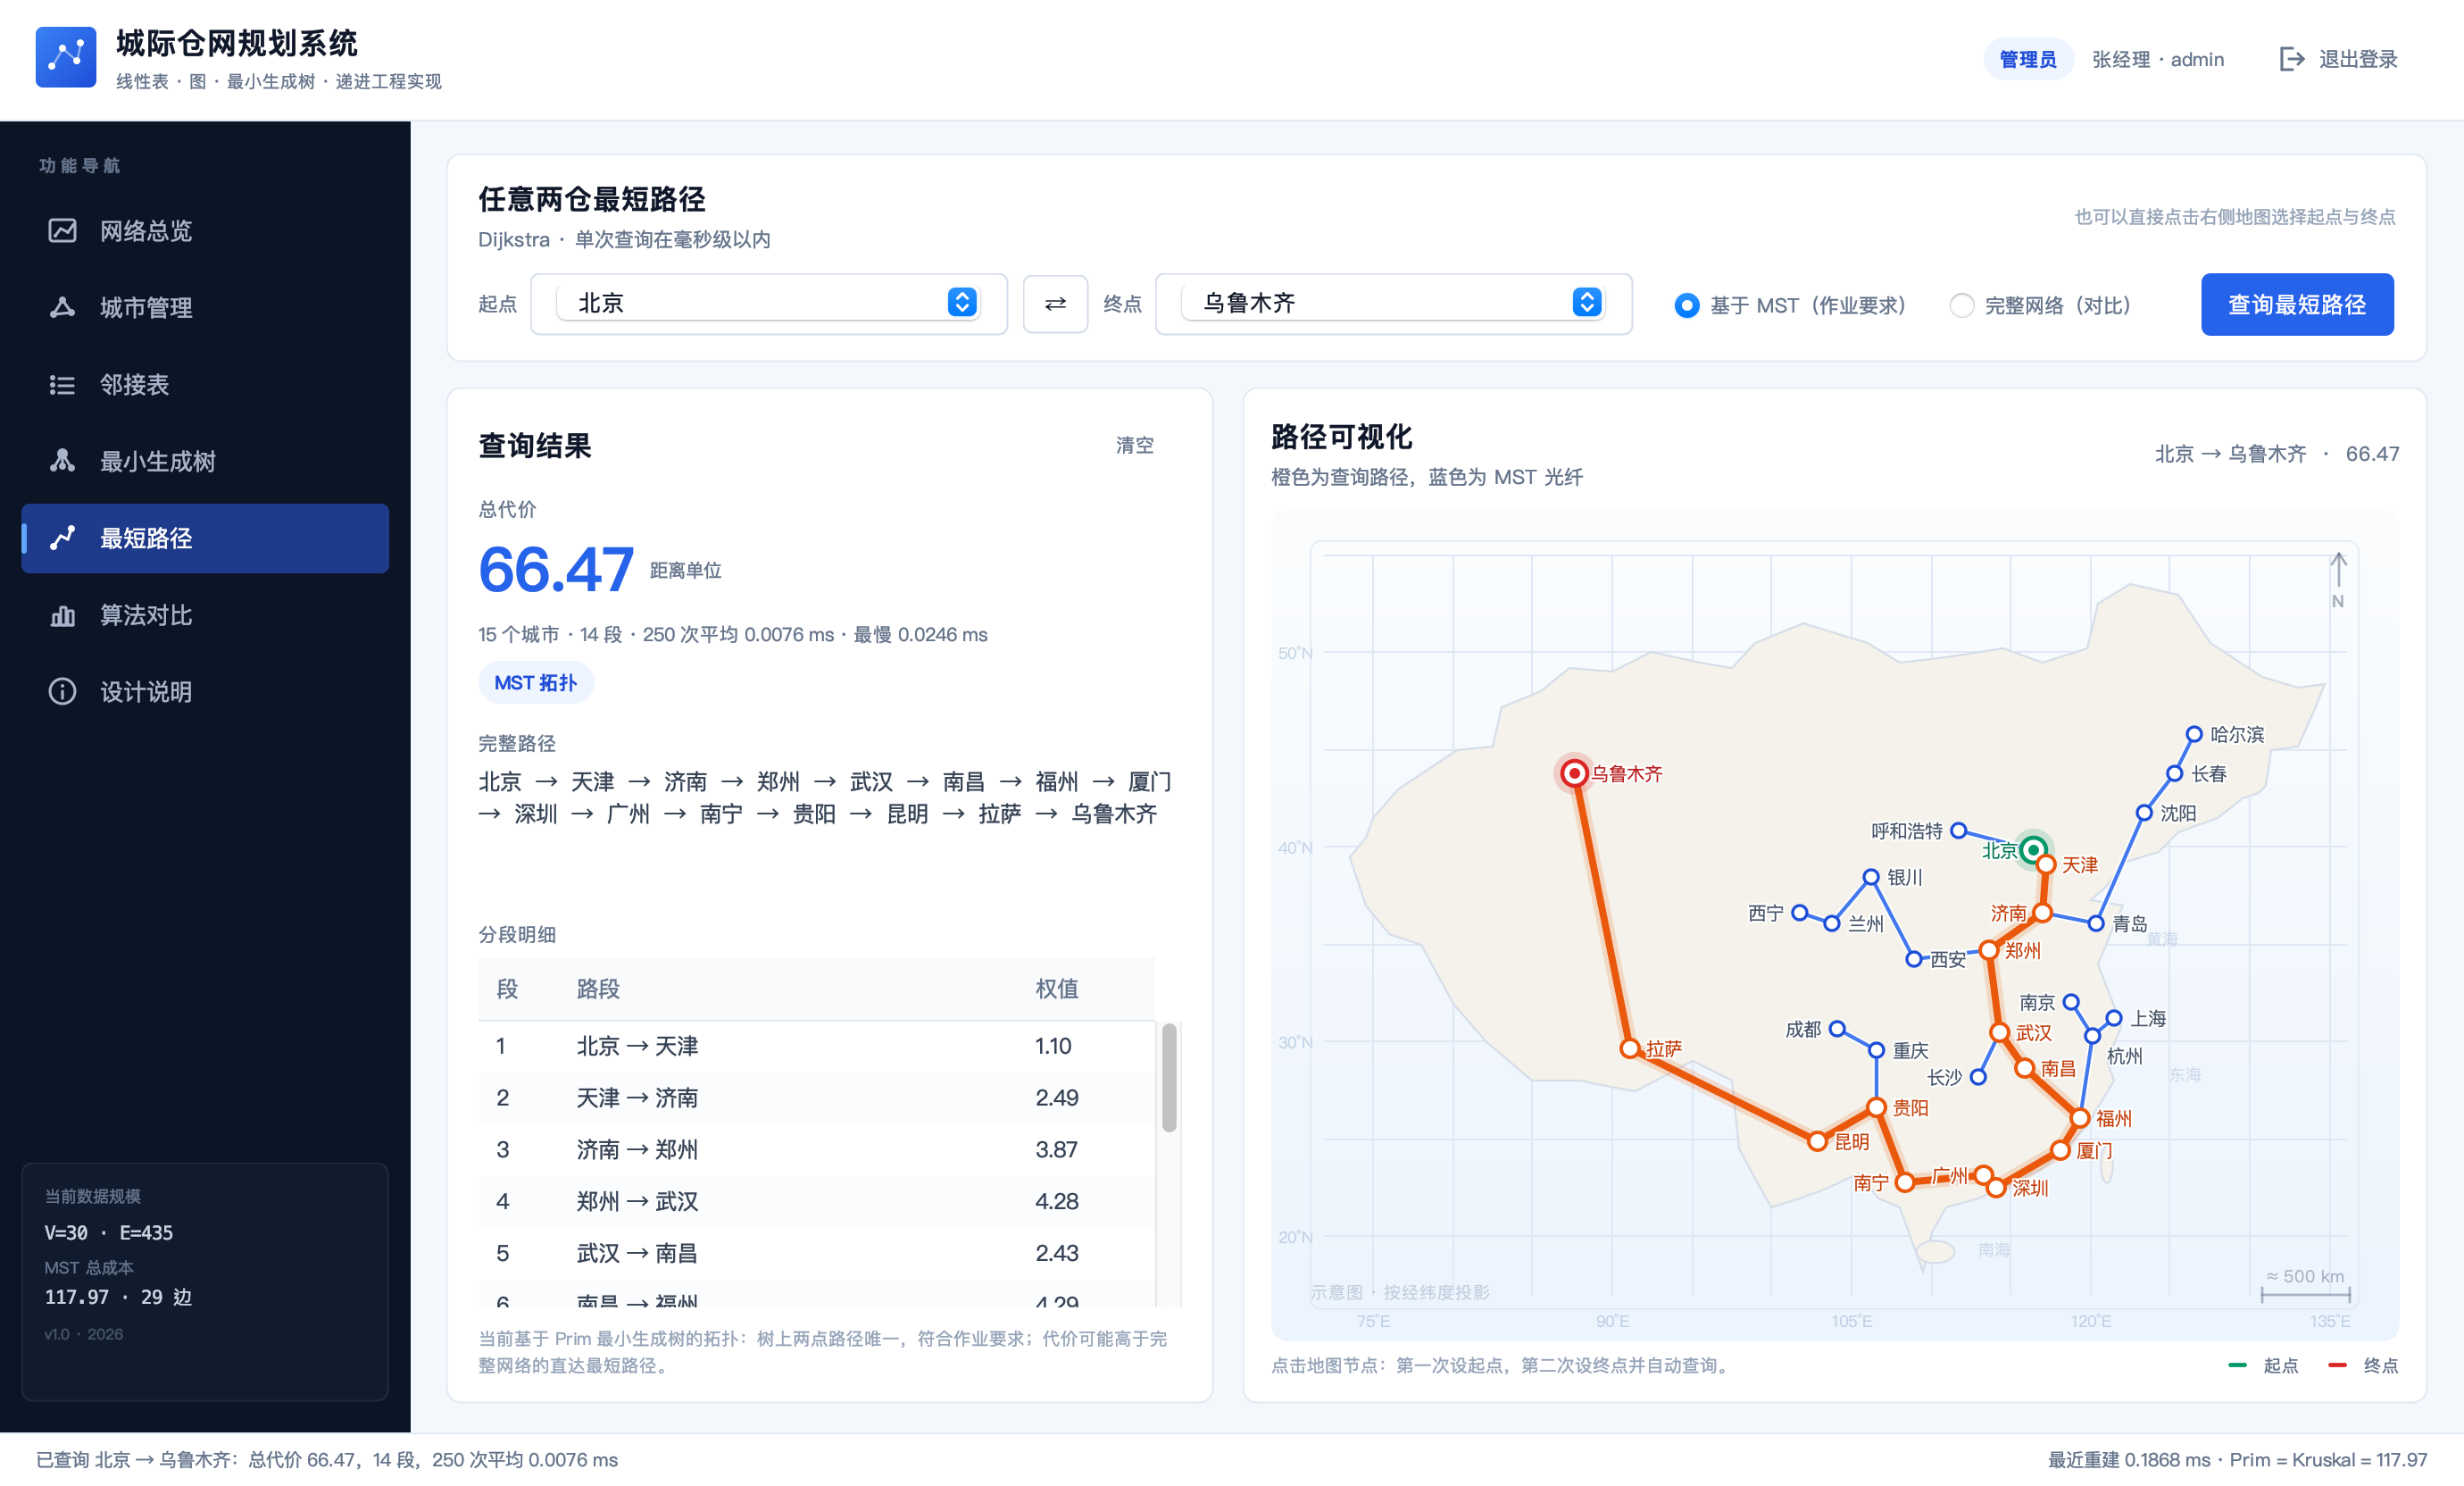 城际仓网规划系统
线性表 · 图 · 最小生成树 · 递进工程实现
管理员
张经理 · admin
退出登录
功能导航
网络总览
城市管理
邻接表
最小生成树
最短路径
算法对比
设计说明
当前数据规模
V=30 · E=435
MST 总成本
117.97 · 29 边
v1.0 · 2026
任意两仓最短路径
Dijkstra · 单次查询在毫秒级以内
也可以直接点击右侧地图选择起点与终点
起点
北京
⇄
终点
乌鲁木齐
基于 MST（作业要求）
完整网络（对比）
查询最短路径
查询结果
清空
总代价
66.47 距离单位
15 个城市 · 14 段 · 250 次平均 0.0076 ms · 最慢 0.0246 ms
MST 拓扑
完整路径
北京 → 天津 → 济南 → 郑州 → 武汉 → 南昌 → 福州 → 厦门
→ 深圳 → 广州 → 南宁 → 贵阳 → 昆明 → 拉萨 → 乌鲁木齐
分段明细
段 路段 权值
1 北京 → 天津 1.10
2 天津 → 济南 2.49
3 济南 → 郑州 3.87
4 郑州 → 武汉 4.28
5 武汉 → 南昌 2.43
6 南昌 → 福州 4.29
当前基于 Prim 最小生成树的拓扑：树上两点路径唯一，符合作业要求；代价可能高于完
整网络的直达最短路径。
路径可视化
橙色为查询路径，蓝色为 MST 光纤
北京 → 乌鲁木齐 · 66.47
N
50°N
哈尔滨
乌鲁木齐
长春
沈阳
呼和浩特
40°N
北京
天津
银川
西宁
兰州
济南
青岛
黄海
郑州
西安
南京
上海
成都
武汉
30°N
拉萨
重庆
杭州
长沙
南昌
东海
贵阳
福州
昆明
厦门
南宁
广州
深圳
20°N
南海
≈ 500 km
示意图 · 按经纬度投影
75°E
90°E
105°E
120°E
135°E
点击地图节点：第一次设起点，第二次设终点并自动查询。
起点
终点
已查询 北京 → 乌鲁木齐：总代价 66.47，14 段，250 次平均 0.0076 ms
最近重建 0.1868 ms · Prim = Kruskal = 117.97